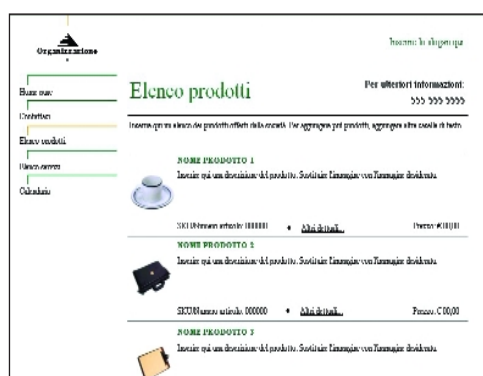 Organizzazione
Inserire lo slogan qui
Home page
Contattaci
Elenco prodotti
Elenco servizi
Calendario
Elenco prodotti
Per ulteriori informazioni:
555 555 5555
Inserire qui un elenco dei prodotti offerti dalla società. Per aggiungere più prodotti, aggiungere altre caselle di testo.
NOME PRODOTTO 1
Inserire qui una descrizione del prodotto. Sostituire l'immagine con l'immagine desiderata.
SKU/Numero articolo: 000000 • Altri dettagli... Prezzo: €00,00
NOME PRODOTTO 2
Inserire qui una descrizione del prodotto. Sostituire l'immagine con l'immagine desiderata.
SKU/Numero articolo: 000000 • Altri dettagli... Prezzo: €00,00
NOME PRODOTTO 3
Inserire qui una descrizione del prodotto. Sostituire l'immagine con l'immagine desiderata.